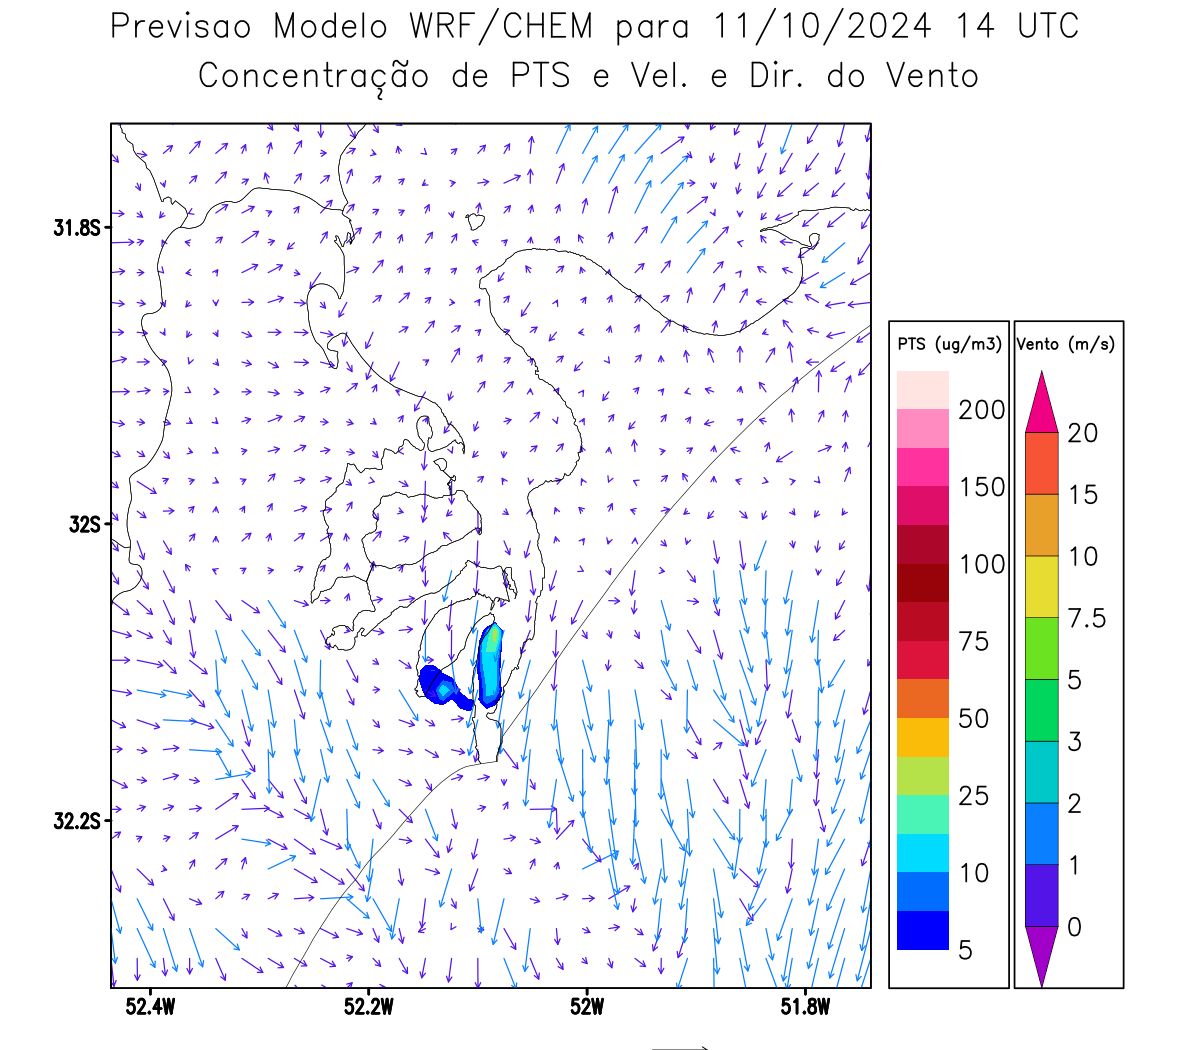 Previsao Modelo WRF/CHEM para 11/10/2024 14 UTC
Concentração de PTS e Vel. e Dir. do Vento
31.8S
32S
32.2S
52.4W 52.2W 52W 51.8W
PTS (ug/m3)
200
150
100
75
50
25
10
5
Vento (m/s)
20
15
10
7.5
5
3
2
1
0